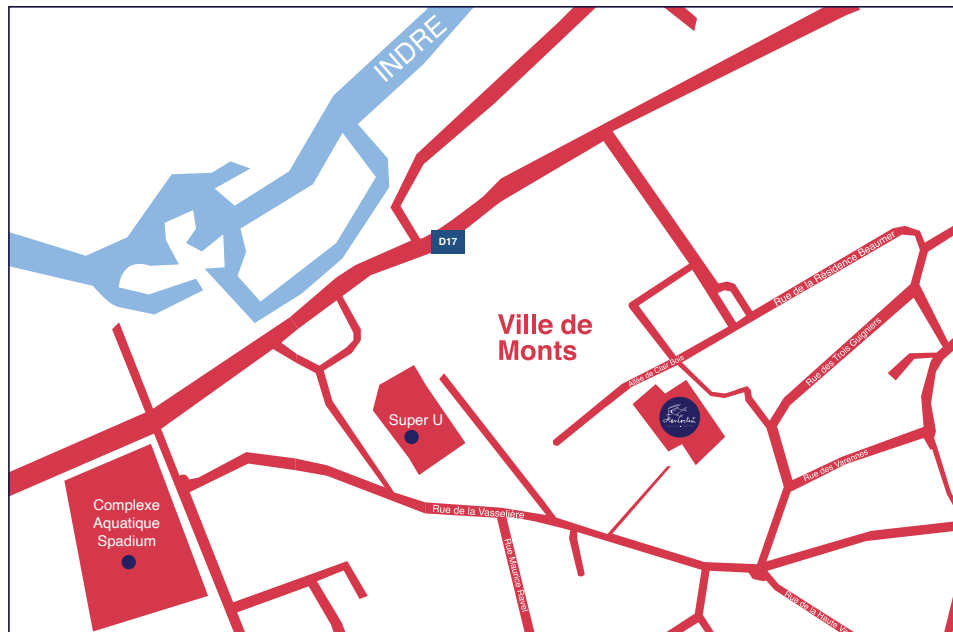 INDRE
D17
Rue de la Résidence Beaumer
Ville de
Monts
Rue des Trois Guigniers
Allée de Clair Bois
Super U
Rue des Varennes
Complexe
Aquatique
Spadium
Rue de la Vasselière
Rue Maurice Ravel
Rue de la Haute V